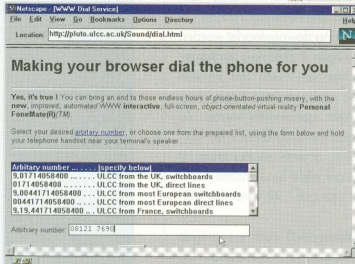 Netscape - [WWW Dial Service]
File Edit View Go Bookmarks Options Directory Hel
Location: http://pluto.ulcc.ac.uk/Sound/dial.html
N
Making your browser dial the phone for you
Yes, it's true ! You can bring an end to those endless hours of phone-button-pushing misery, with the
new, improved, automated WWW interactive, full-screen, object-orientated virtual-reality Personal
FoneMate(R)(TM)
Select your desired arbitary number, or choose one from the prepared list, using the form below and hold
your telephone handset near your terminal's speaker . . .
Arbitary number . . . . . [specify below]
9,01714058400 . . . . . ULCC from the UK, switchboards
01714058400 . . . . . . . ULCC from the UK, direct lines
9,00441714058400 . . ULCC from most European switchboards
00441714058400 . . . . ULCC from most European direct lines
9,19,441714058400 . ULCC from France, switchboards
Arbitary number: 08121 7690